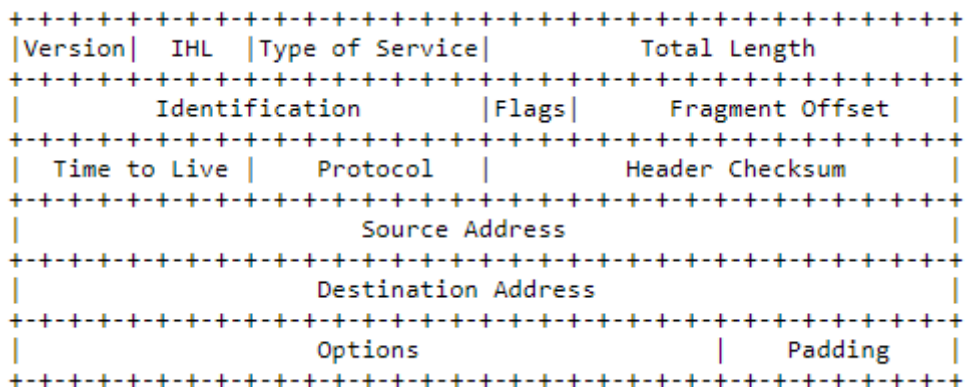 +-+-+-+-+-+-+-+-+-+-+-+-+-+-+-+-+-+-+-+-+-+-+-+-+-+-+-+-+-+-+-+-+
|Version|  IHL  |Type of Service|          Total Length         |
+-+-+-+-+-+-+-+-+-+-+-+-+-+-+-+-+-+-+-+-+-+-+-+-+-+-+-+-+-+-+-+-+
|         Identification        |Flags|      Fragment Offset    |
+-+-+-+-+-+-+-+-+-+-+-+-+-+-+-+-+-+-+-+-+-+-+-+-+-+-+-+-+-+-+-+-+
|  Time to Live |    Protocol   |         Header Checksum       |
+-+-+-+-+-+-+-+-+-+-+-+-+-+-+-+-+-+-+-+-+-+-+-+-+-+-+-+-+-+-+-+-+
|                       Source Address                          |
+-+-+-+-+-+-+-+-+-+-+-+-+-+-+-+-+-+-+-+-+-+-+-+-+-+-+-+-+-+-+-+-+
|                    Destination Address                        |
+-+-+-+-+-+-+-+-+-+-+-+-+-+-+-+-+-+-+-+-+-+-+-+-+-+-+-+-+-+-+-+-+
|                    Options                    |    Padding    |
+-+-+-+-+-+-+-+-+-+-+-+-+-+-+-+-+-+-+-+-+-+-+-+-+-+-+-+-+-+-+-+-+